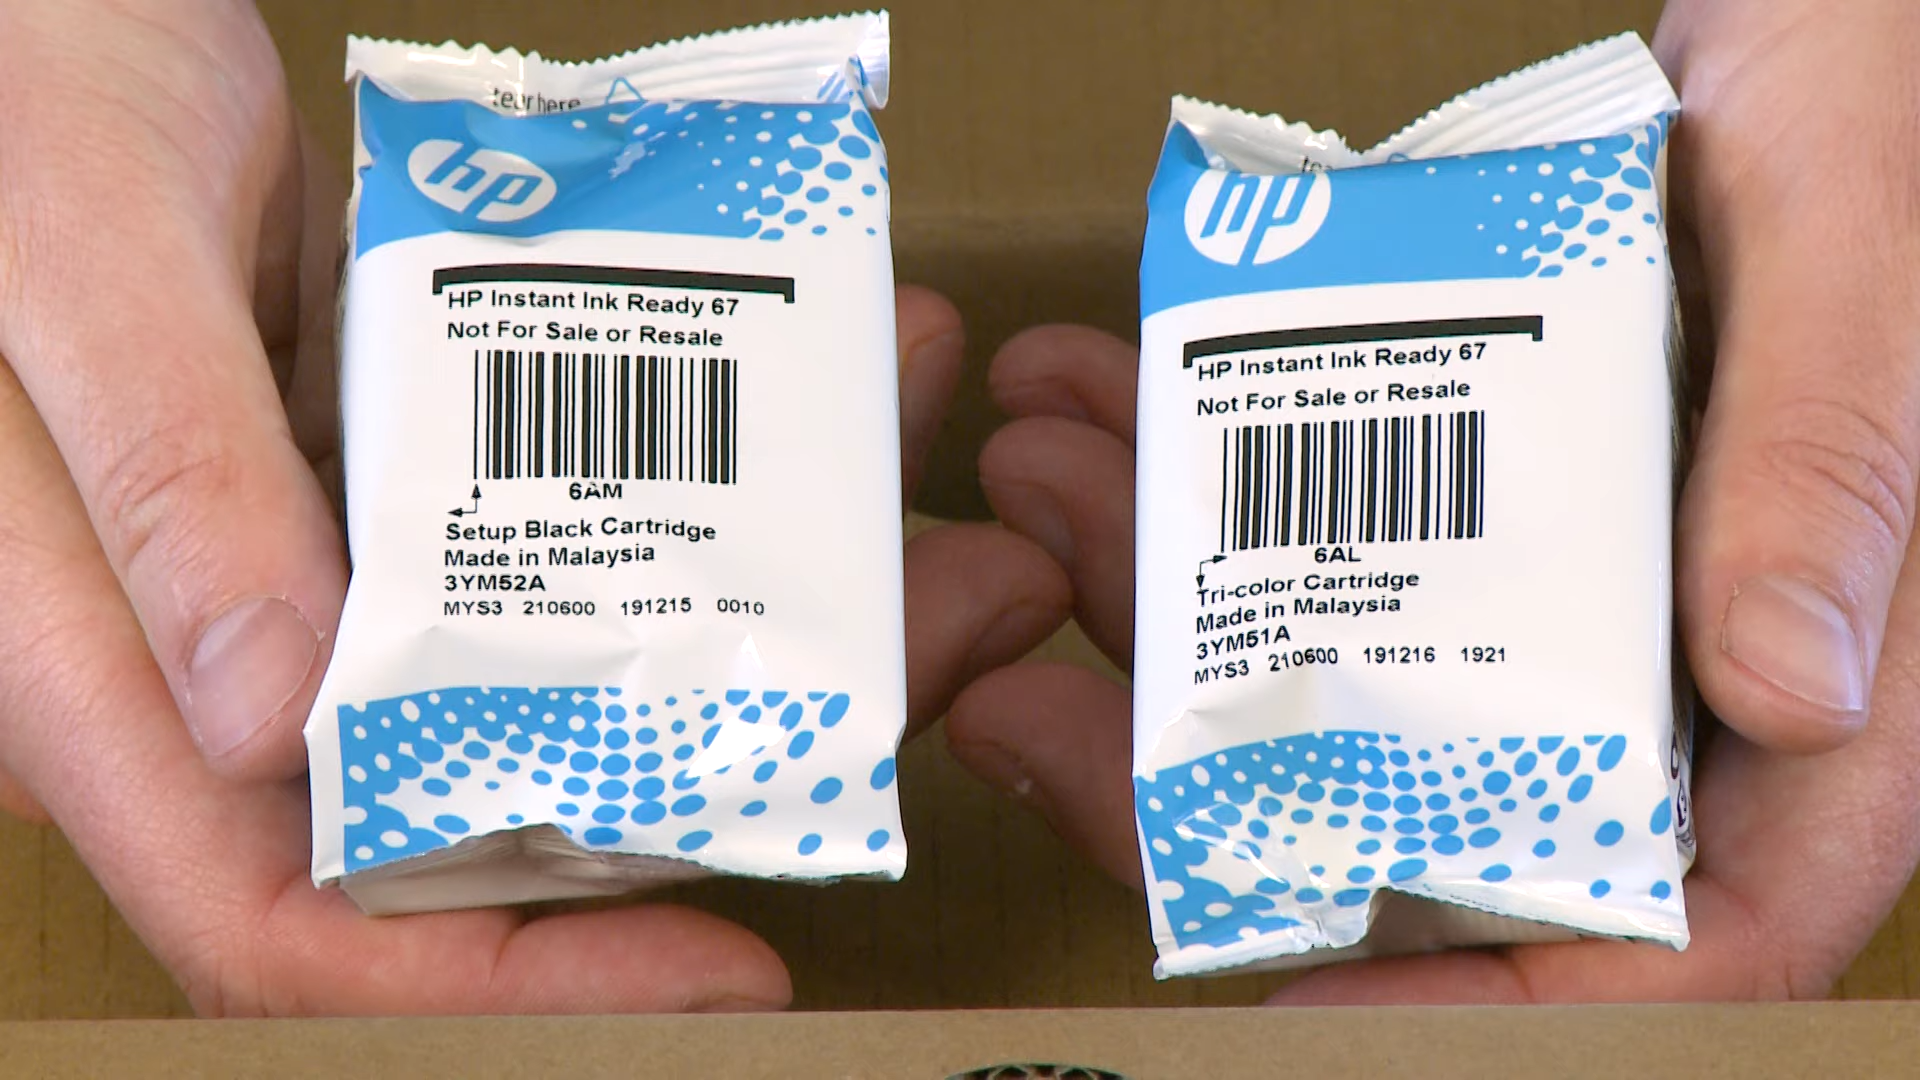 tear here
hp
HP Instant Ink Ready 67
Not For Sale or Resale
6AM
Setup Black Cartridge
Made in Malaysia
3YM52A
MYS3 210600 191215 0010
hp
HP Instant Ink Ready 67
Not For Sale or Resale
6AL
Tri-color Cartridge
Made in Malaysia
3YM51A
MYS3 210600 191216 1921